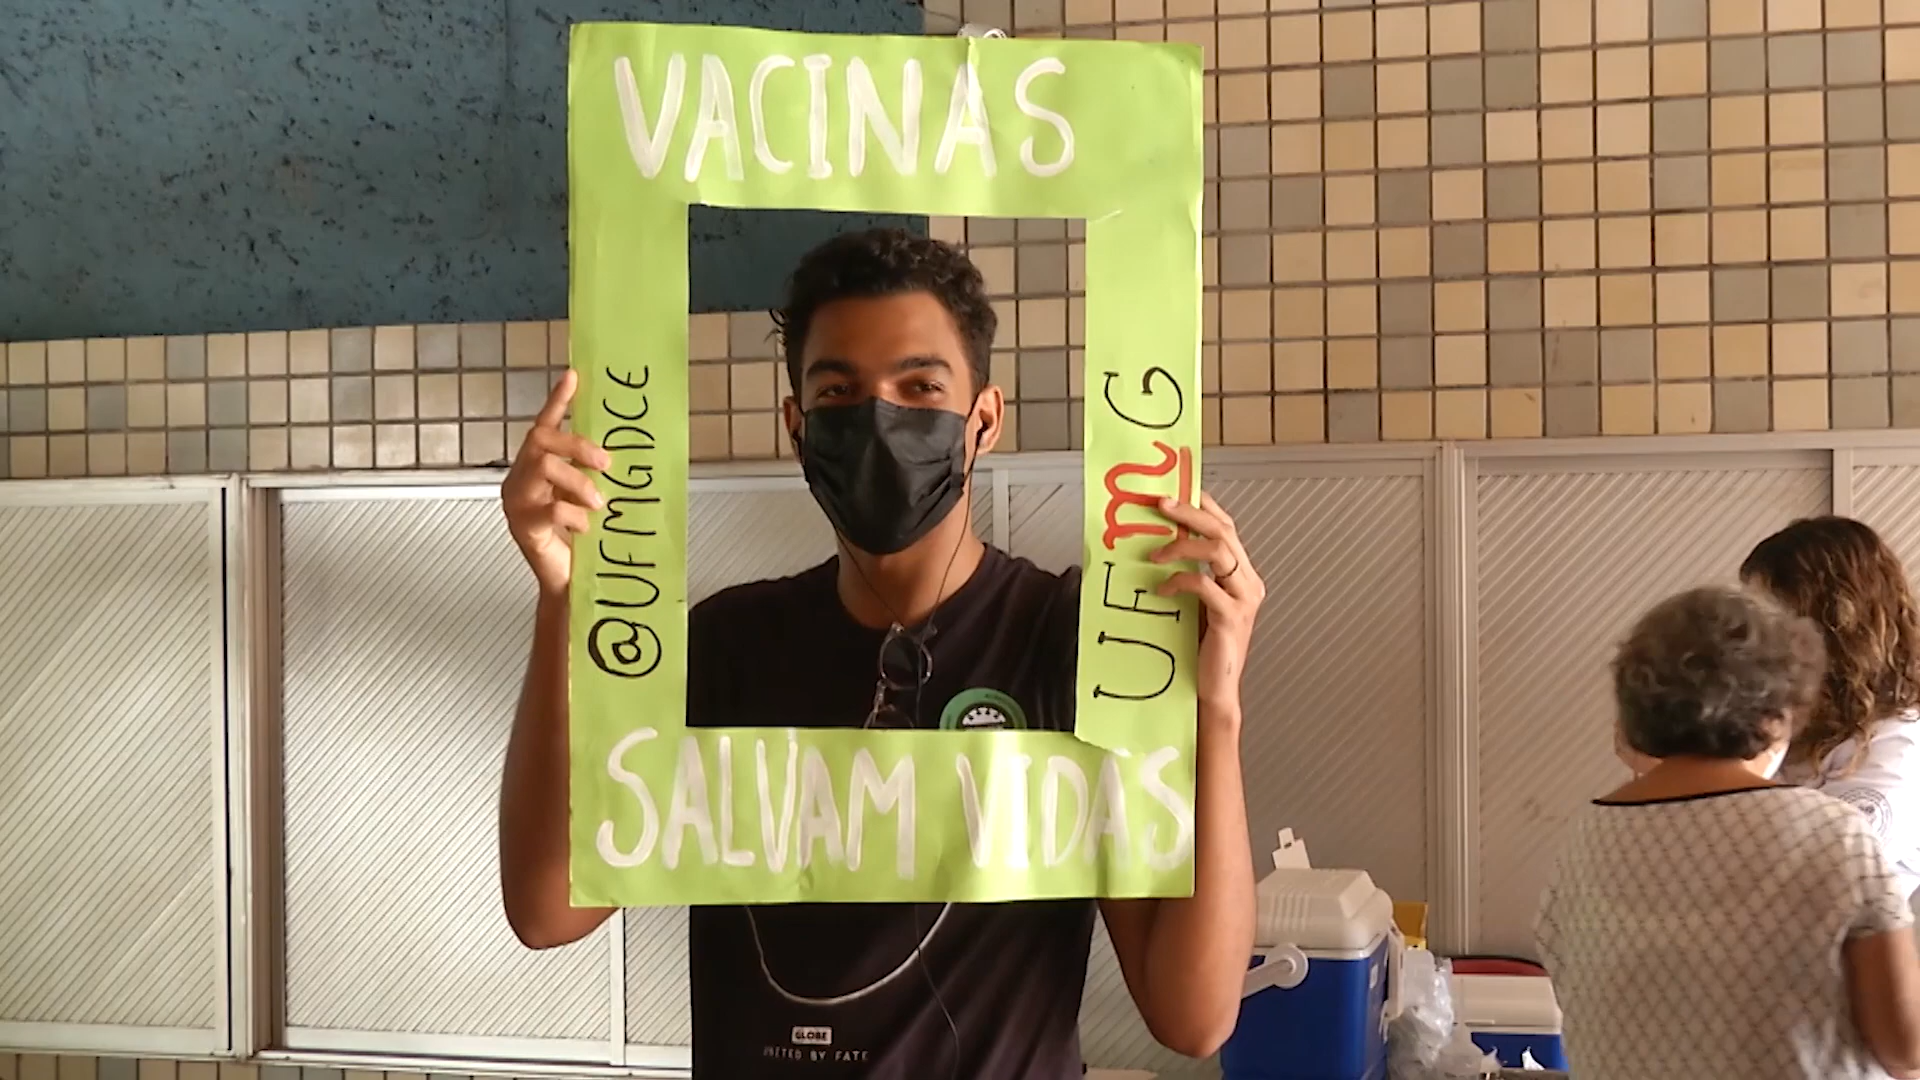 VACINAS
@UFMGDCE
UFmG
SALVAM VIDAS
GLOBE
UNITED BY FATE